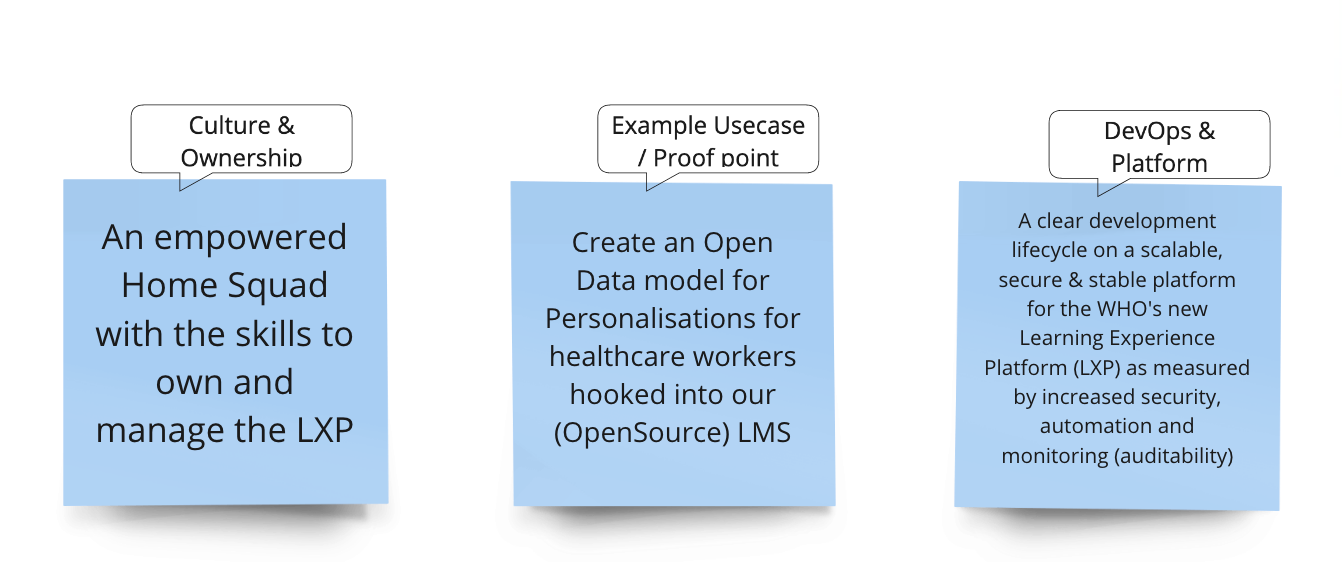 Culture &
Ownership
An empowered
Home Squad
with the skills to
own and
manage the LXP
Example Usecase
/ Proof point
Create an Open
Data model for
Personalisations for
healthcare workers
hooked into our
(OpenSource) LMS
DevOps &
Platform
A clear development
lifecycle on a scalable,
secure & stable platform
for the WHO's new
Learning Experience
Platform (LXP) as measured
by increased security,
automation and
monitoring (auditability)